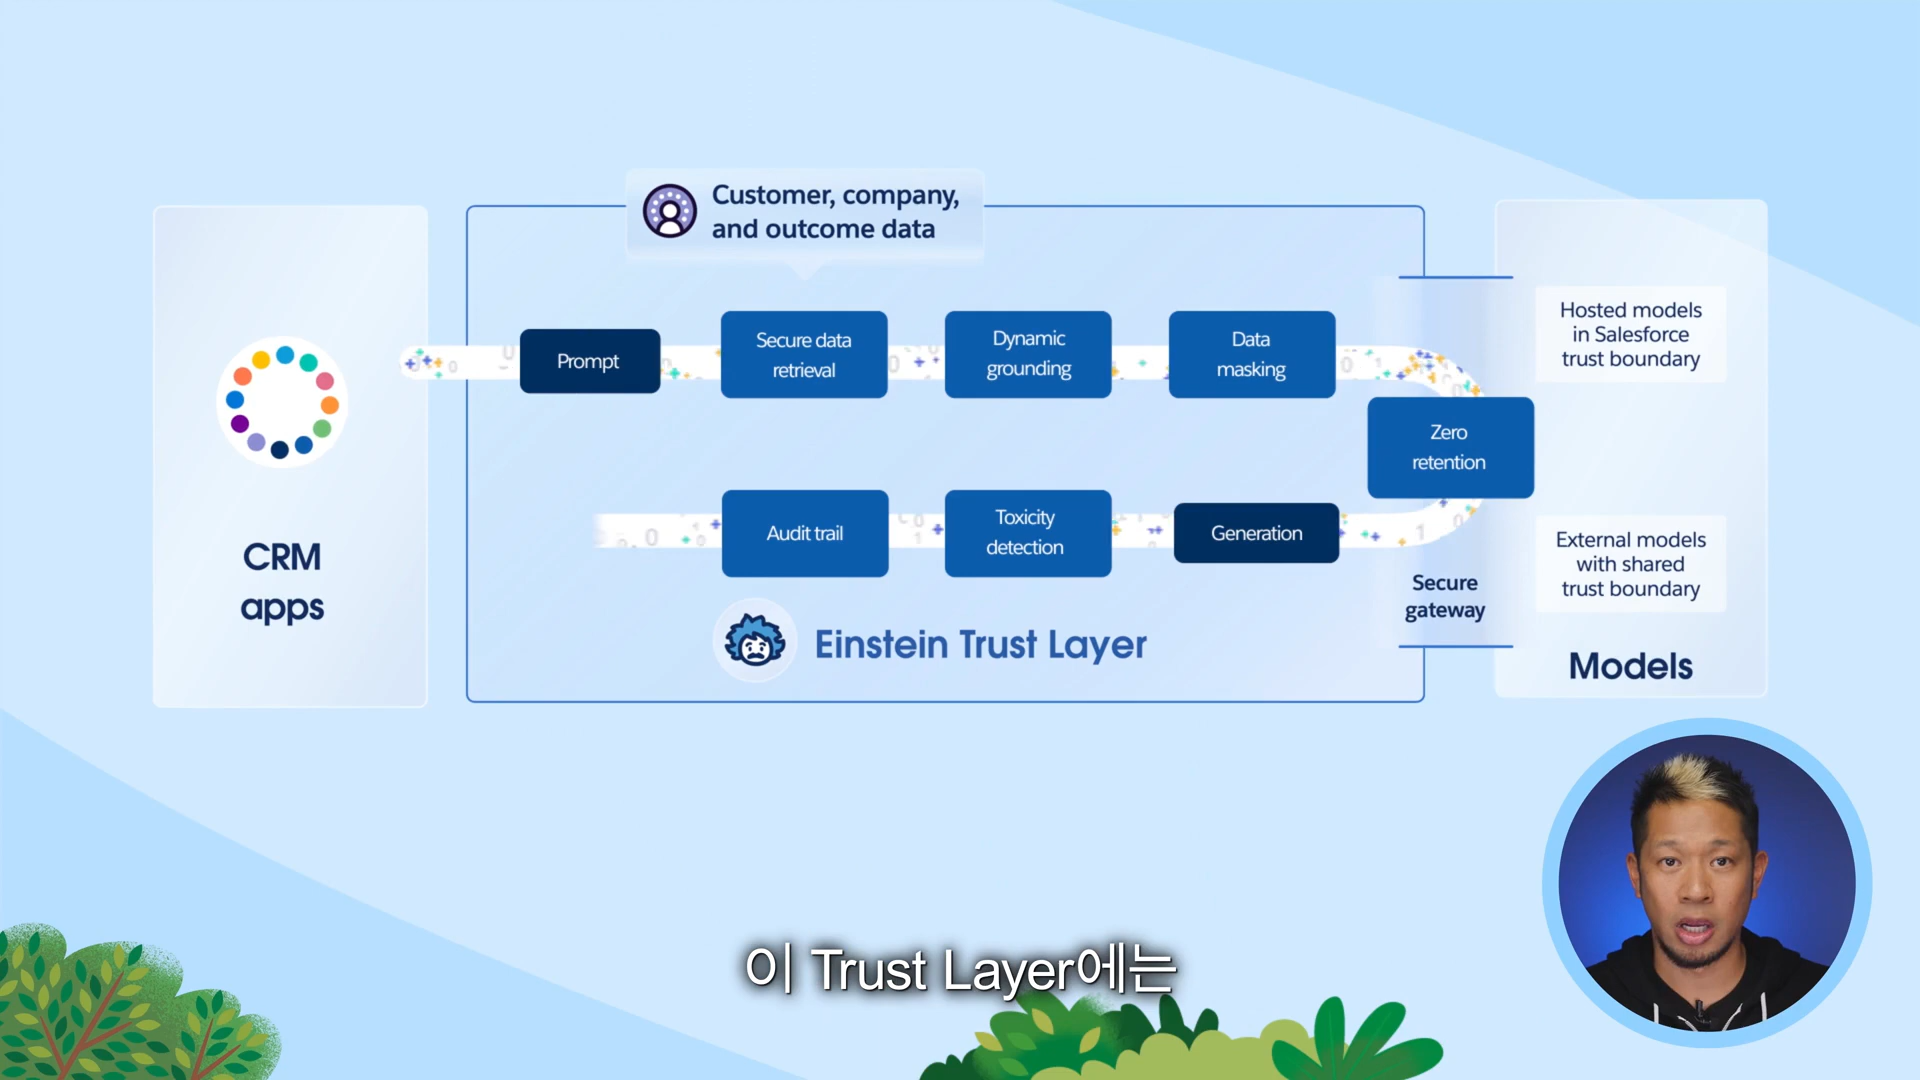 Customer, company,
and outcome data
Prompt
Secure data
retrieval
Dynamic
grounding
Data
masking
Zero
retention
Hosted models
in Salesforce
trust boundary
CRM
apps
Audit trail
Toxicity
detection
Generation
Secure
gateway
External models
with shared
trust boundary
Einstein Trust Layer
Models
이 Trust Layer에는